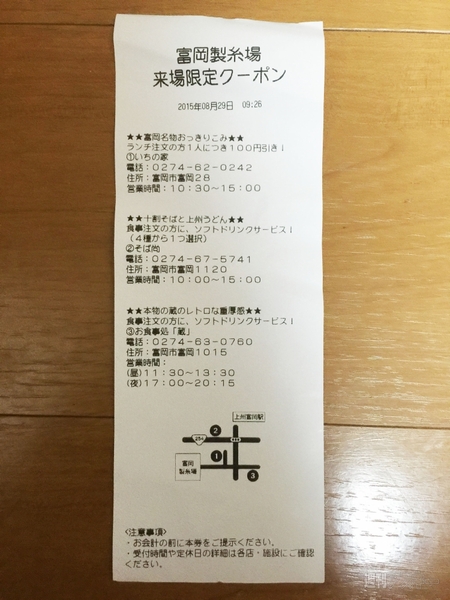 富岡製糸場
来場限定クーポン
2015年08月29日 09:26
★★富岡名物おっきりこみ★★
ランチ注文の方1人につき100円引き!
①いちの家
電話:0274-62-0242
住所:富岡市富岡28
営業時間:10:30~15:00
★★十割そばと上州うどん★★
食事注文の方に、ソフトドリンクサービス!
(4種から1つ選択)
②そば尚
電話:0274-67-5741
住所:富岡市富岡1120
営業時間:10:00~15:00
★★本物の蔵のレトロな重厚感★★
食事注文の方に、ソフトドリンクサービス!
③お食事処「蔵」
電話:0274-63-0760
住所:富岡市富岡1015
営業時間:
(昼)11:30~13:30
(夜)17:00~20:15
上州富岡駅
2
254
1
富岡
製糸場
3
<注意事項>
・お会計の前に本券をご提示ください。
・受付時間や定休日の詳細は各店・施設にご確認
ください。